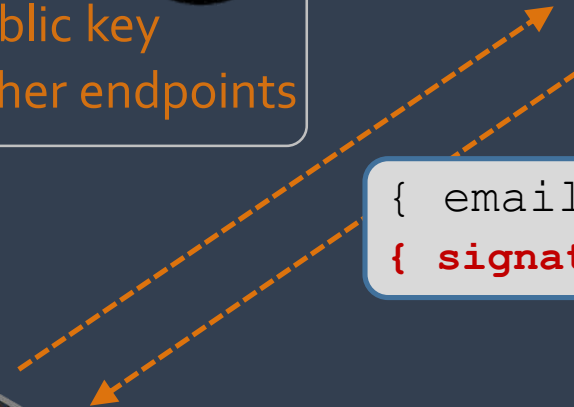 blic key
her endpoints
{ email
{ signat